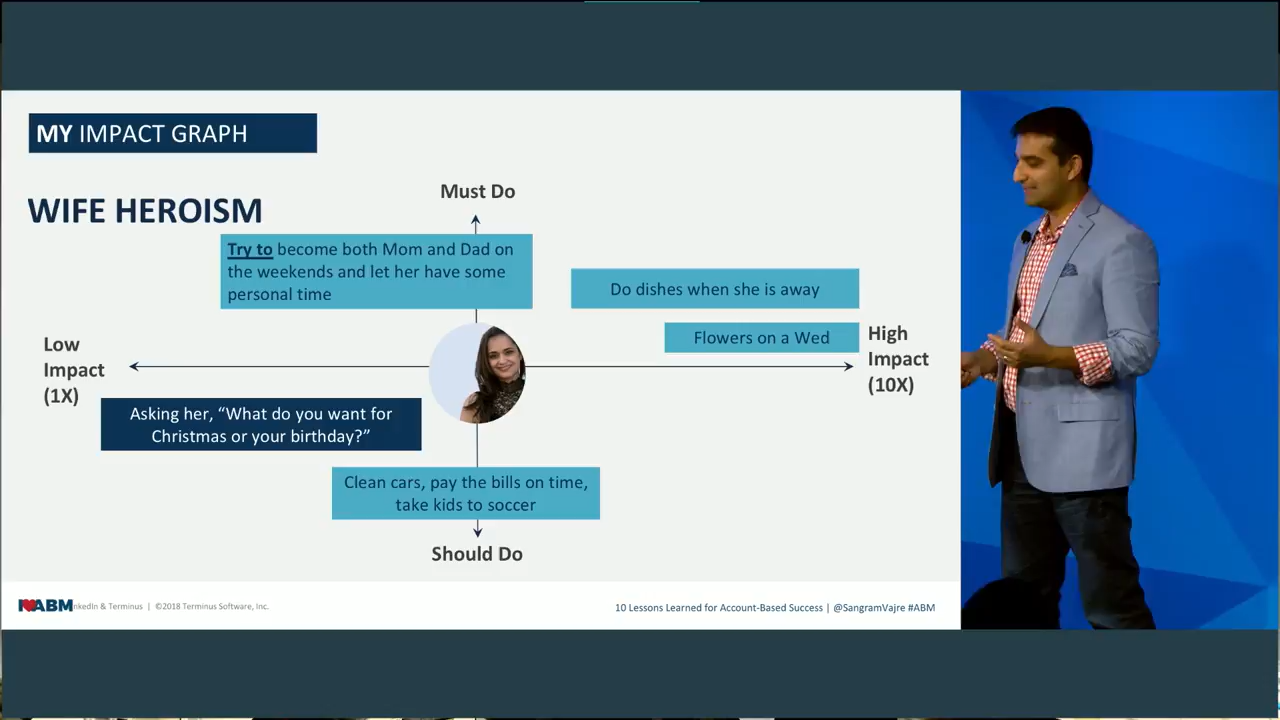 MY IMPACT GRAPH
WIFE HEROISM
Must Do
Try to become both Mom and Dad on
the weekends and let her have some
personal time
Do dishes when she is away
Flowers on a Wed
Low
Impact
(1X)
High
Impact
(10X)
Asking her, “What do you want for
Christmas or your birthday?”
Clean cars, pay the bills on time,
take kids to soccer
Should Do
ABM & Terminus | ©2018 Terminus Software, Inc.
10 Lessons Learned for Account-Based Success | @SangramVajre #ABM